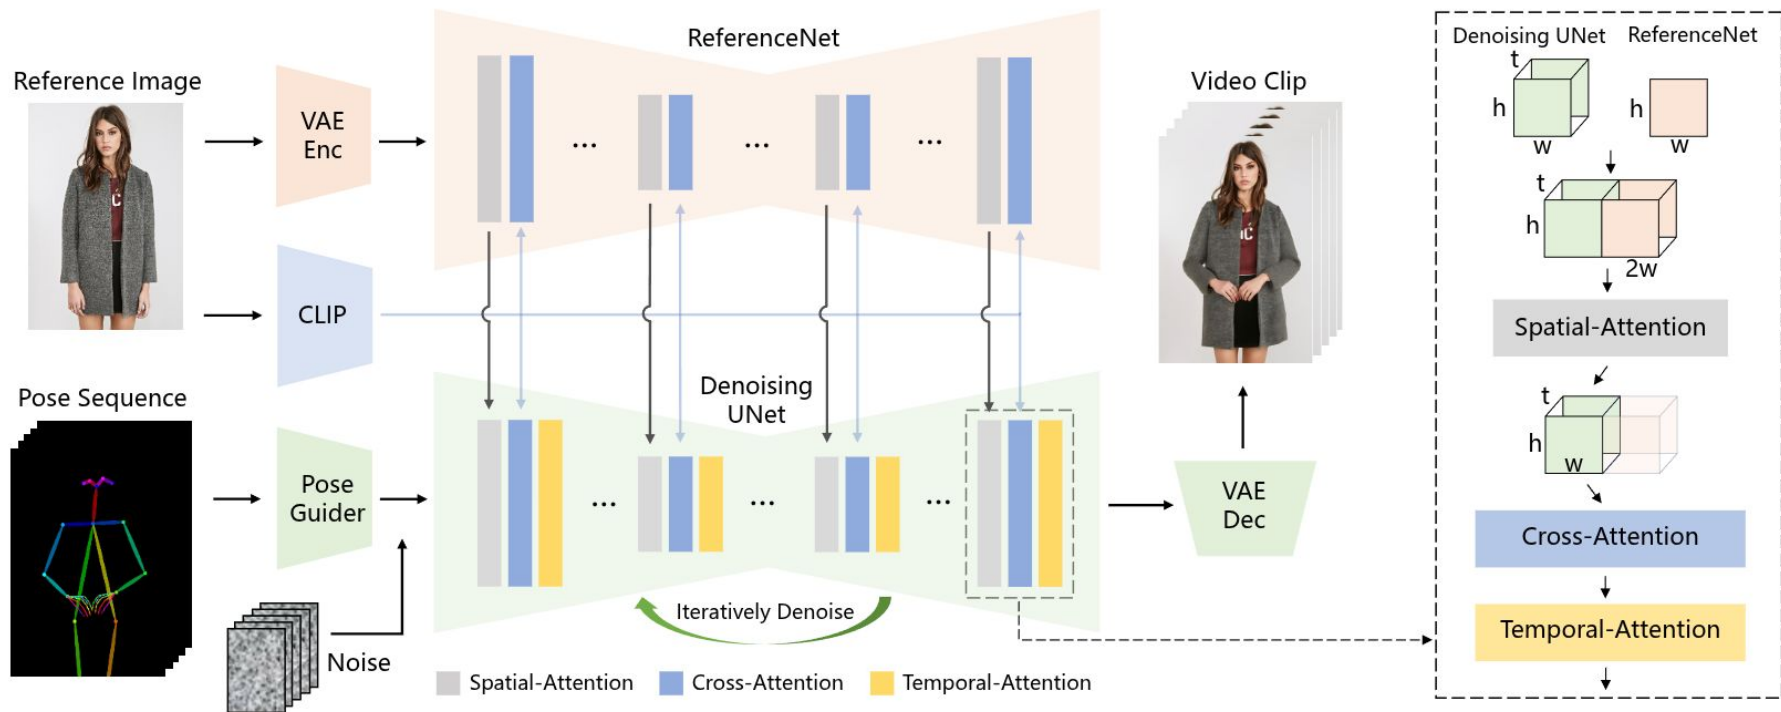 Reference Image
VAE
Enc
CLIP
Pose Sequence
Pose
Guider
Noise
ReferenceNet
...
...
...
Denoising
UNet
...
...
...
Iteratively Denoise
Spatial-Attention
Cross-Attention
Temporal-Attention
Video Clip
VAE
Dec
Denoising UNet
ReferenceNet
t
h
w
h
w
t
h
2w
Spatial-Attention
t
h
w
Cross-Attention
Temporal-Attention